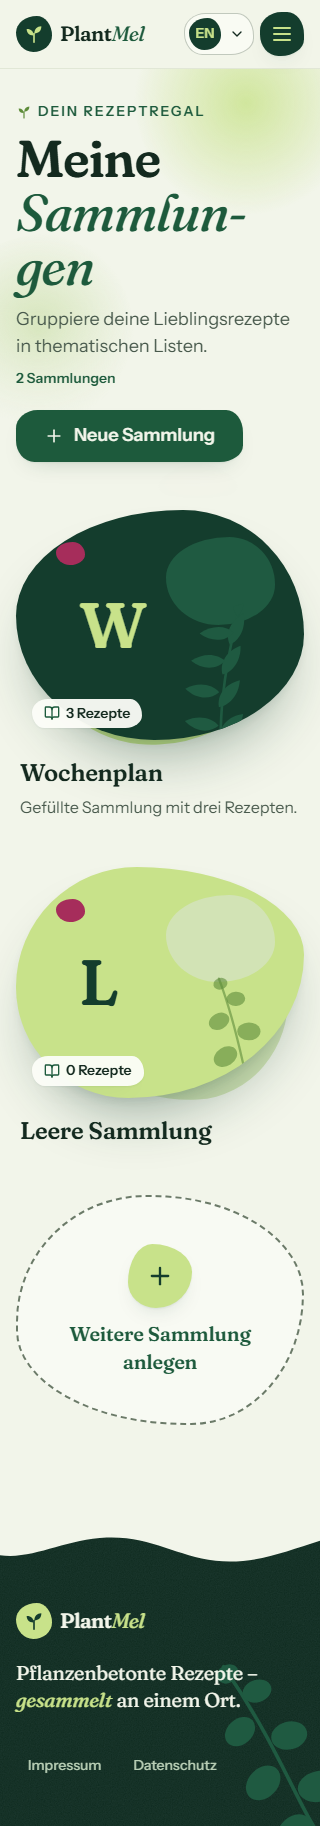 PlantMel
EN
DEIN REZEPTREGAL
Meine
Sammlun-
gen
Gruppiere deine Lieblingsrezepte
in thematischen Listen.
2 Sammlungen
Neue Sammlung
W
3 Rezepte
Wochenplan
Gefüllte Sammlung mit drei Rezepten.
L
0 Rezepte
Leere Sammlung
Weitere Sammlung
anlegen
PlantMel
Pflanzenbetonte Rezepte –
gesammelt an einem Ort.
Impressum
Datenschutz